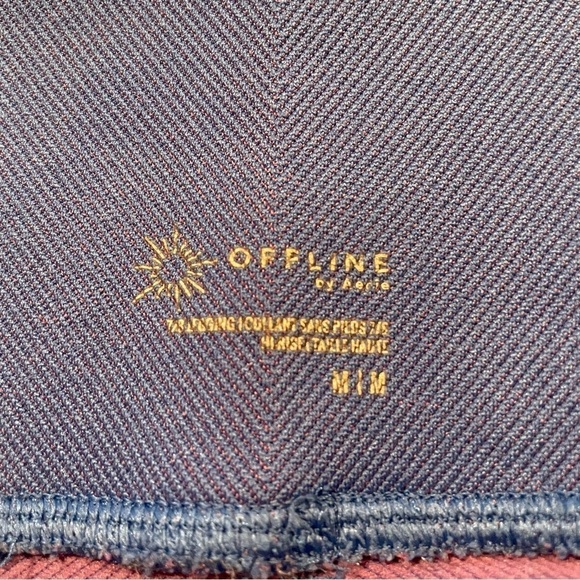 OFFLINE
by Aerie
7/8 LEGGING | COLLANT SANS PIEDS 7/8
HI RISE | TAILLE HAUTE
M | M